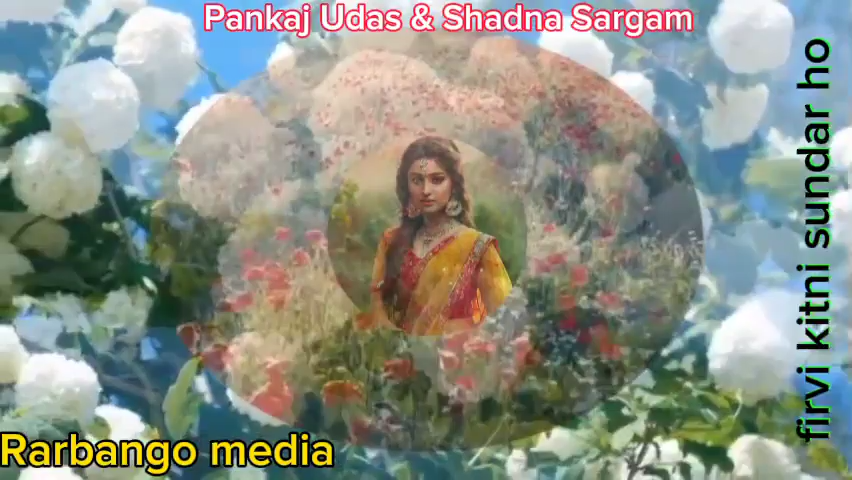 Pankaj Udas & Shadna Sargam
firvi kitni sundar ho
Rarbango media